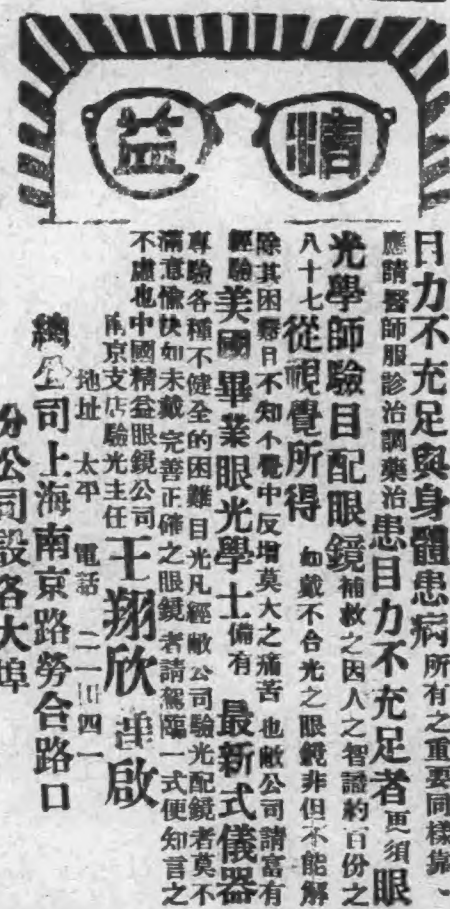 精益
目力不充足與身體患病所有之重要同樣靠、
應請醫師服診治調藥治患目力不充足者更須眼
光學師驗目配眼鏡補救之因人之智識約百份之
八十七從視覺所得如戴不合光之眼鏡非但不能解
除其困難日不知不覺中反增莫大之痛苦也敝公司請富有
經驗美國畢業眼光學士備有最新式儀器
專驗各種不健全的困難目光凡經敝公司驗光配鏡者莫不
滿意愉快如未戴完善正確之眼鏡者請駕臨一式便知言之
不虛也中國精益眼鏡公司
南京支店驗光主任王翔欣謹啟
地址 太平 電話 二一三四一
總公司上海南京路勞合路口
分公司設各大埠